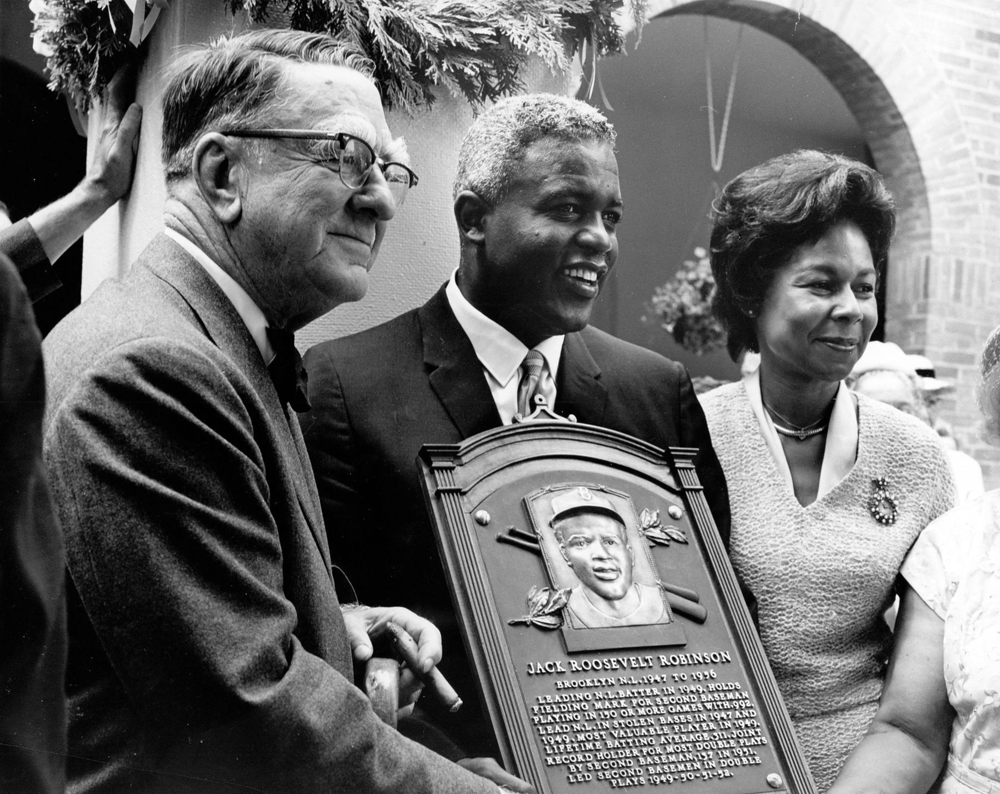 B
JACK ROOSEVELT ROBINSON
BROOKLYN N.L. 1947 TO 1956
LEADING N.L. BATTER IN 1949. HOLDS
FIELDING MARK FOR SECOND BASEMAN
PLAYING IN 150 OR MORE GAMES WITH .992.
LEAD N.L. IN STOLEN BASES IN 1947 AND
1949. MOST VALUABLE PLAYER IN 1949.
LIFETIME BATTING AVERAGE .311. JOINT
RECORD HOLDER FOR MOST DOUBLE PLAYS
BY SECOND BASEMAN, 137 IN 1951.
LED SECOND BASEMEN IN DOUBLE
PLAYS 1949-50-51-52.